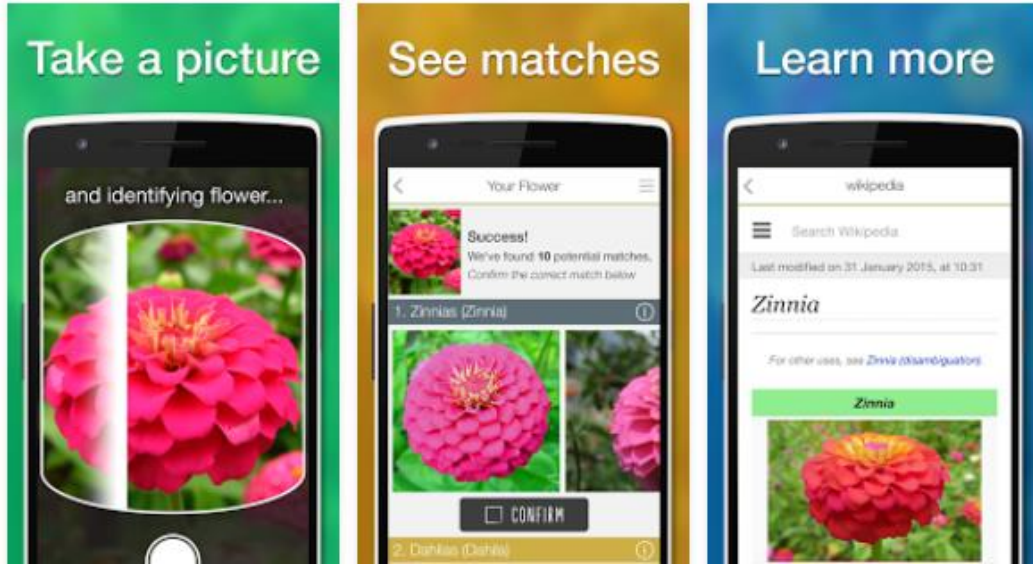 Take a picture
and identifying flower...
See matches
Your Flower
Success!
We've found 10 potential matches.
Confirm the correct match below
1. Zinnias (Zinnia)
CONFIRM
2. Dahlias (Dahlia)
Learn more
wikipedia
Search Wikipedia
Last modified on 31 January 2015, at 10:31
Zinnia
For other uses, see Zinnia (disambiguation).
Zinnia